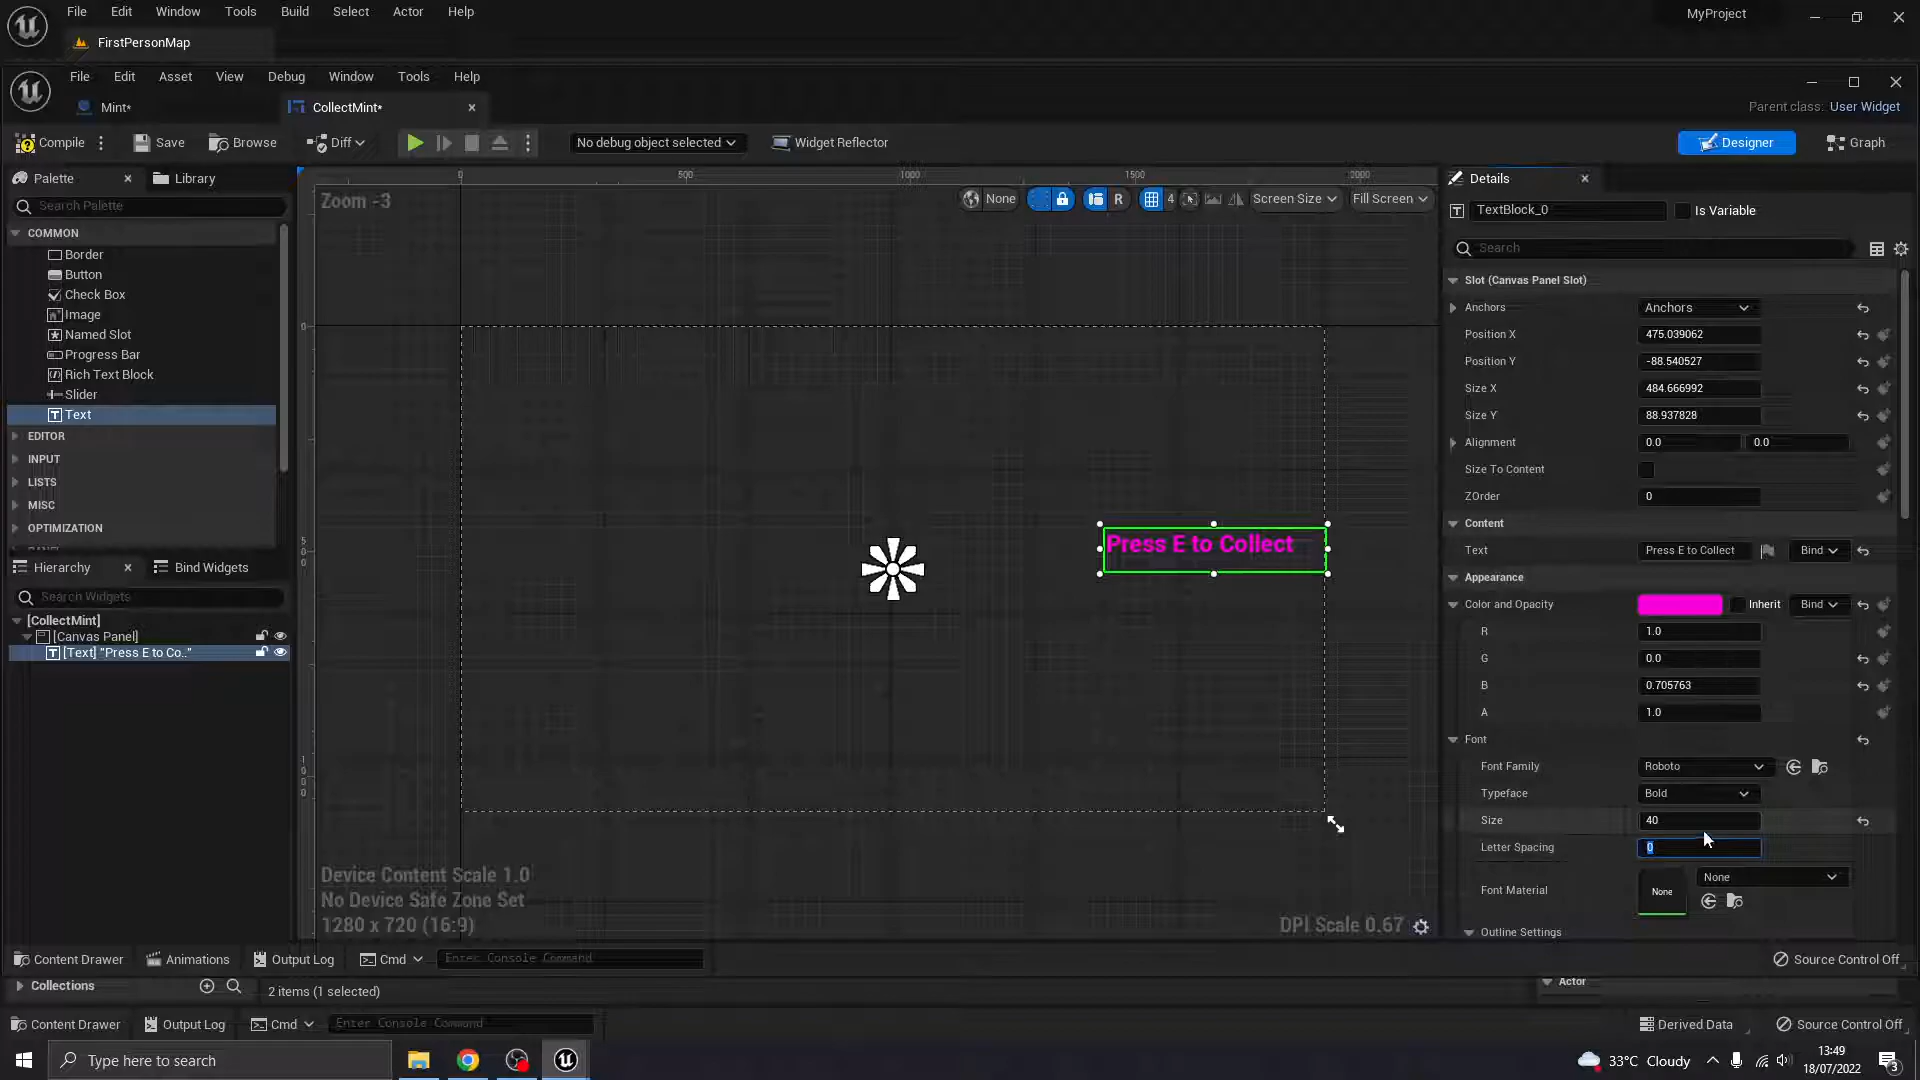 File Edit Window Tools Build Select Actor Help
MyProject
FirstPersonMap
File Edit Asset View Debug Window Tools Help
Mint*
CollectMint*
Parent class: User Widget
Compile
Save
Browse
Diff
No debug object selected
Widget Reflector
Designer
Graph
Palette
Library
Search Palette
COMMON
Border
Button
Check Box
Image
Named Slot
Progress Bar
Rich Text Block
Slider
Text
EDITOR
INPUT
LISTS
MISC
OPTIMIZATION
Hierarchy
Bind Widgets
Search Widgets
[CollectMint]
[Canvas Panel]
[Text] "Press E to Co.."
0 500 1000 1500 2000
Zoom -3
None
R
4
Screen Size
Fill Screen
0
500
1000
Press E to Collect
Device Content Scale 1.0
No Device Safe Zone Set
1280 x 720 (16:9)
DPI Scale 0.67
Details
TextBlock_0
Is Variable
Search
Slot (Canvas Panel Slot)
Anchors Anchors
Position X 475.039062
Position Y -88.540527
Size X 484.666992
Size Y 88.937828
Alignment 0.0 0.0
Size To Content
ZOrder 0
Content
Text Press E to Collect Bind
Appearance
Color and Opacity Inherit Bind
R 1.0
G 0.0
B 0.705763
A 1.0
Font
Font Family Roboto
Typeface Bold
Size 40
Letter Spacing 0
Font Material None None
Outline Settings
Content Drawer
Animations
Output Log
Cmd
Enter Console Command
Source Control Off
Collections
2 items (1 selected)
Actor
Content Drawer
Output Log
Cmd
Enter Console Command
Derived Data
Source Control Off
Type here to search
33°C Cloudy
13:49
18/07/2022
3